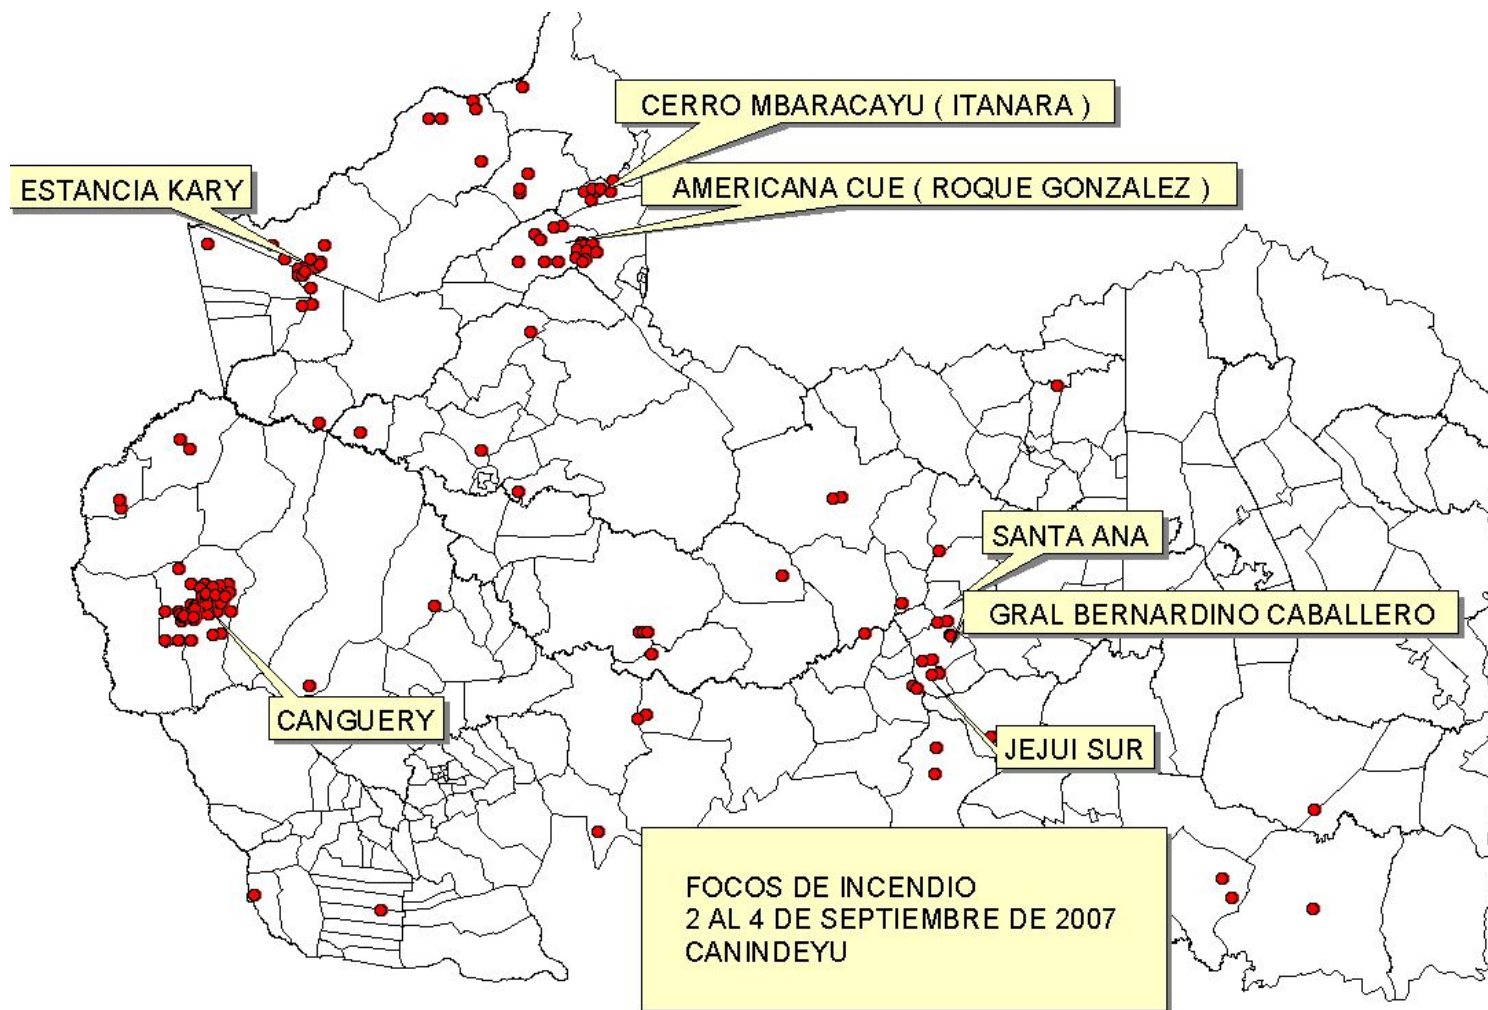 CERRO MBARACAYU ( ITANARA )
ESTANCIA KARY
AMERICANA CUE ( ROQUE GONZALEZ )
SANTA ANA
GRAL BERNARDINO CABALLERO
CANGUERY
JEJUI SUR
FOCOS DE INCENDIO
2 AL 4 DE SEPTIEMBRE DE 2007
CANINDEYU